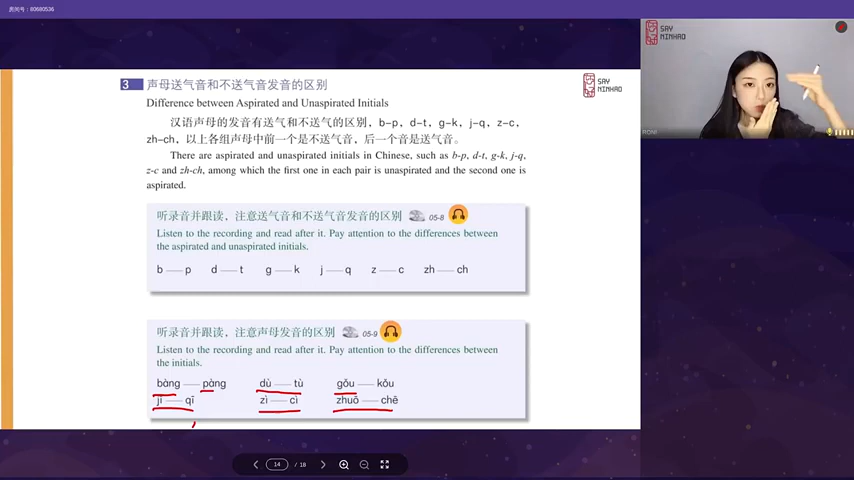 房间号：80680536
3 声母送气音和不送气音发音的区别
Difference between Aspirated and Unaspirated Initials
汉语声母的发音有送气和不送气的区别，b-p，d-t，g-k，j-q，z-c，
zh-ch，以上各组声母中前一个是不送气音，后一个音是送气音。
There are aspirated and unaspirated initials in Chinese, such as b-p, d-t, g-k, j-q,
z-c and zh-ch, among which the first one in each pair is unaspirated and the second one is
aspirated.
听录音并跟读，注意送气音和不送气音发音的区别 05-8
Listen to the recording and read after it. Pay attention to the differences between
the aspirated and unaspirated initials.
b — p d — t g — k j — q z — c zh — ch
听录音并跟读，注意声母发音的区别 05-9
Listen to the recording and read after it. Pay attention to the differences between
the initials.
bàng — pàng dù — tù gǒu — kǒu
jī — qī zì — cì zhuō — chē
SAY
NINHAO
SAY
NINHAO
RONI
14 / 18